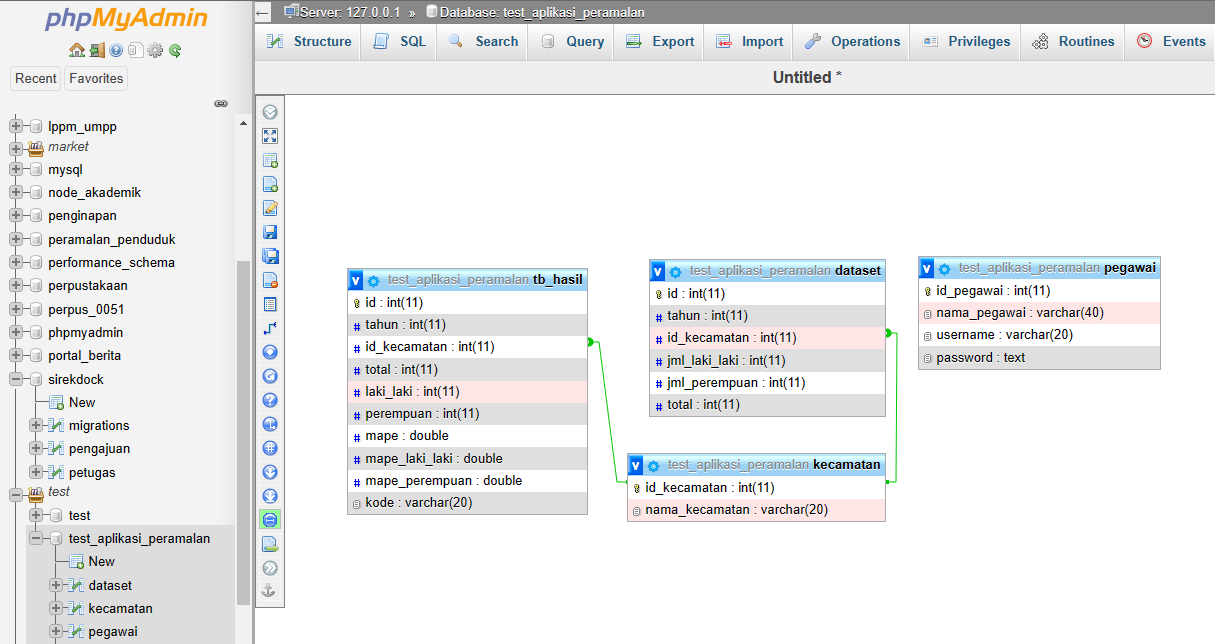 phpMyAdmin
Recent Favorites
lppm_umpp
market
mysql
node_akademik
penginapan
peramalan_penduduk
performance_schema
perpustakaan
perpus_0051
phpmyadmin
portal_berita
sirekdock
New
migrations
pengajuan
petugas
test
test
test_aplikasi_peramalan
New
dataset
kecamatan
pegawai
Server: 127.0.0.1 » Database: test_aplikasi_peramalan
Structure SQL Search Query Export Import Operations Privileges Routines Events
Untitled *
test_aplikasi_peramalan tb_hasil
id : int(11)
tahun : int(11)
id_kecamatan : int(11)
total : int(11)
laki_laki : int(11)
perempuan : int(11)
mape : double
mape_laki_laki : double
mape_perempuan : double
kode : varchar(20)
test_aplikasi_peramalan dataset
id : int(11)
tahun : int(11)
id_kecamatan : int(11)
jml_laki_laki : int(11)
jml_perempuan : int(11)
total : int(11)
test_aplikasi_peramalan kecamatan
id_kecamatan : int(11)
nama_kecamatan : varchar(20)
test_aplikasi_peramalan pegawai
id_pegawai : int(11)
nama_pegawai : varchar(40)
username : varchar(20)
password : text